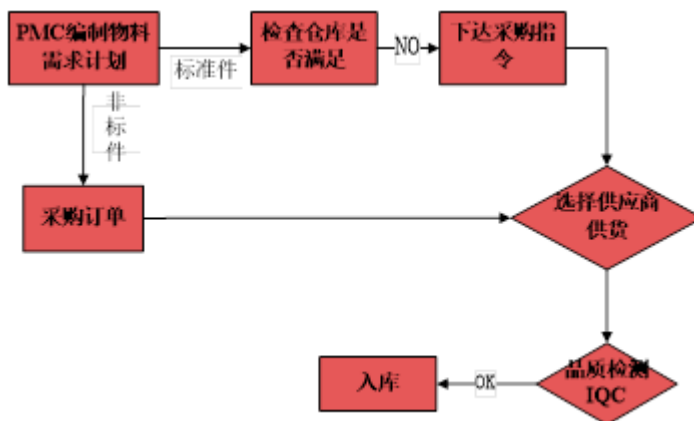 PMC编制物料
需求计划
标准件
检查仓库是
否满足
NO
下达采购指
令
非
标
件
采购订单
选择供应商
供货
品质检测
IQC
OK
入库